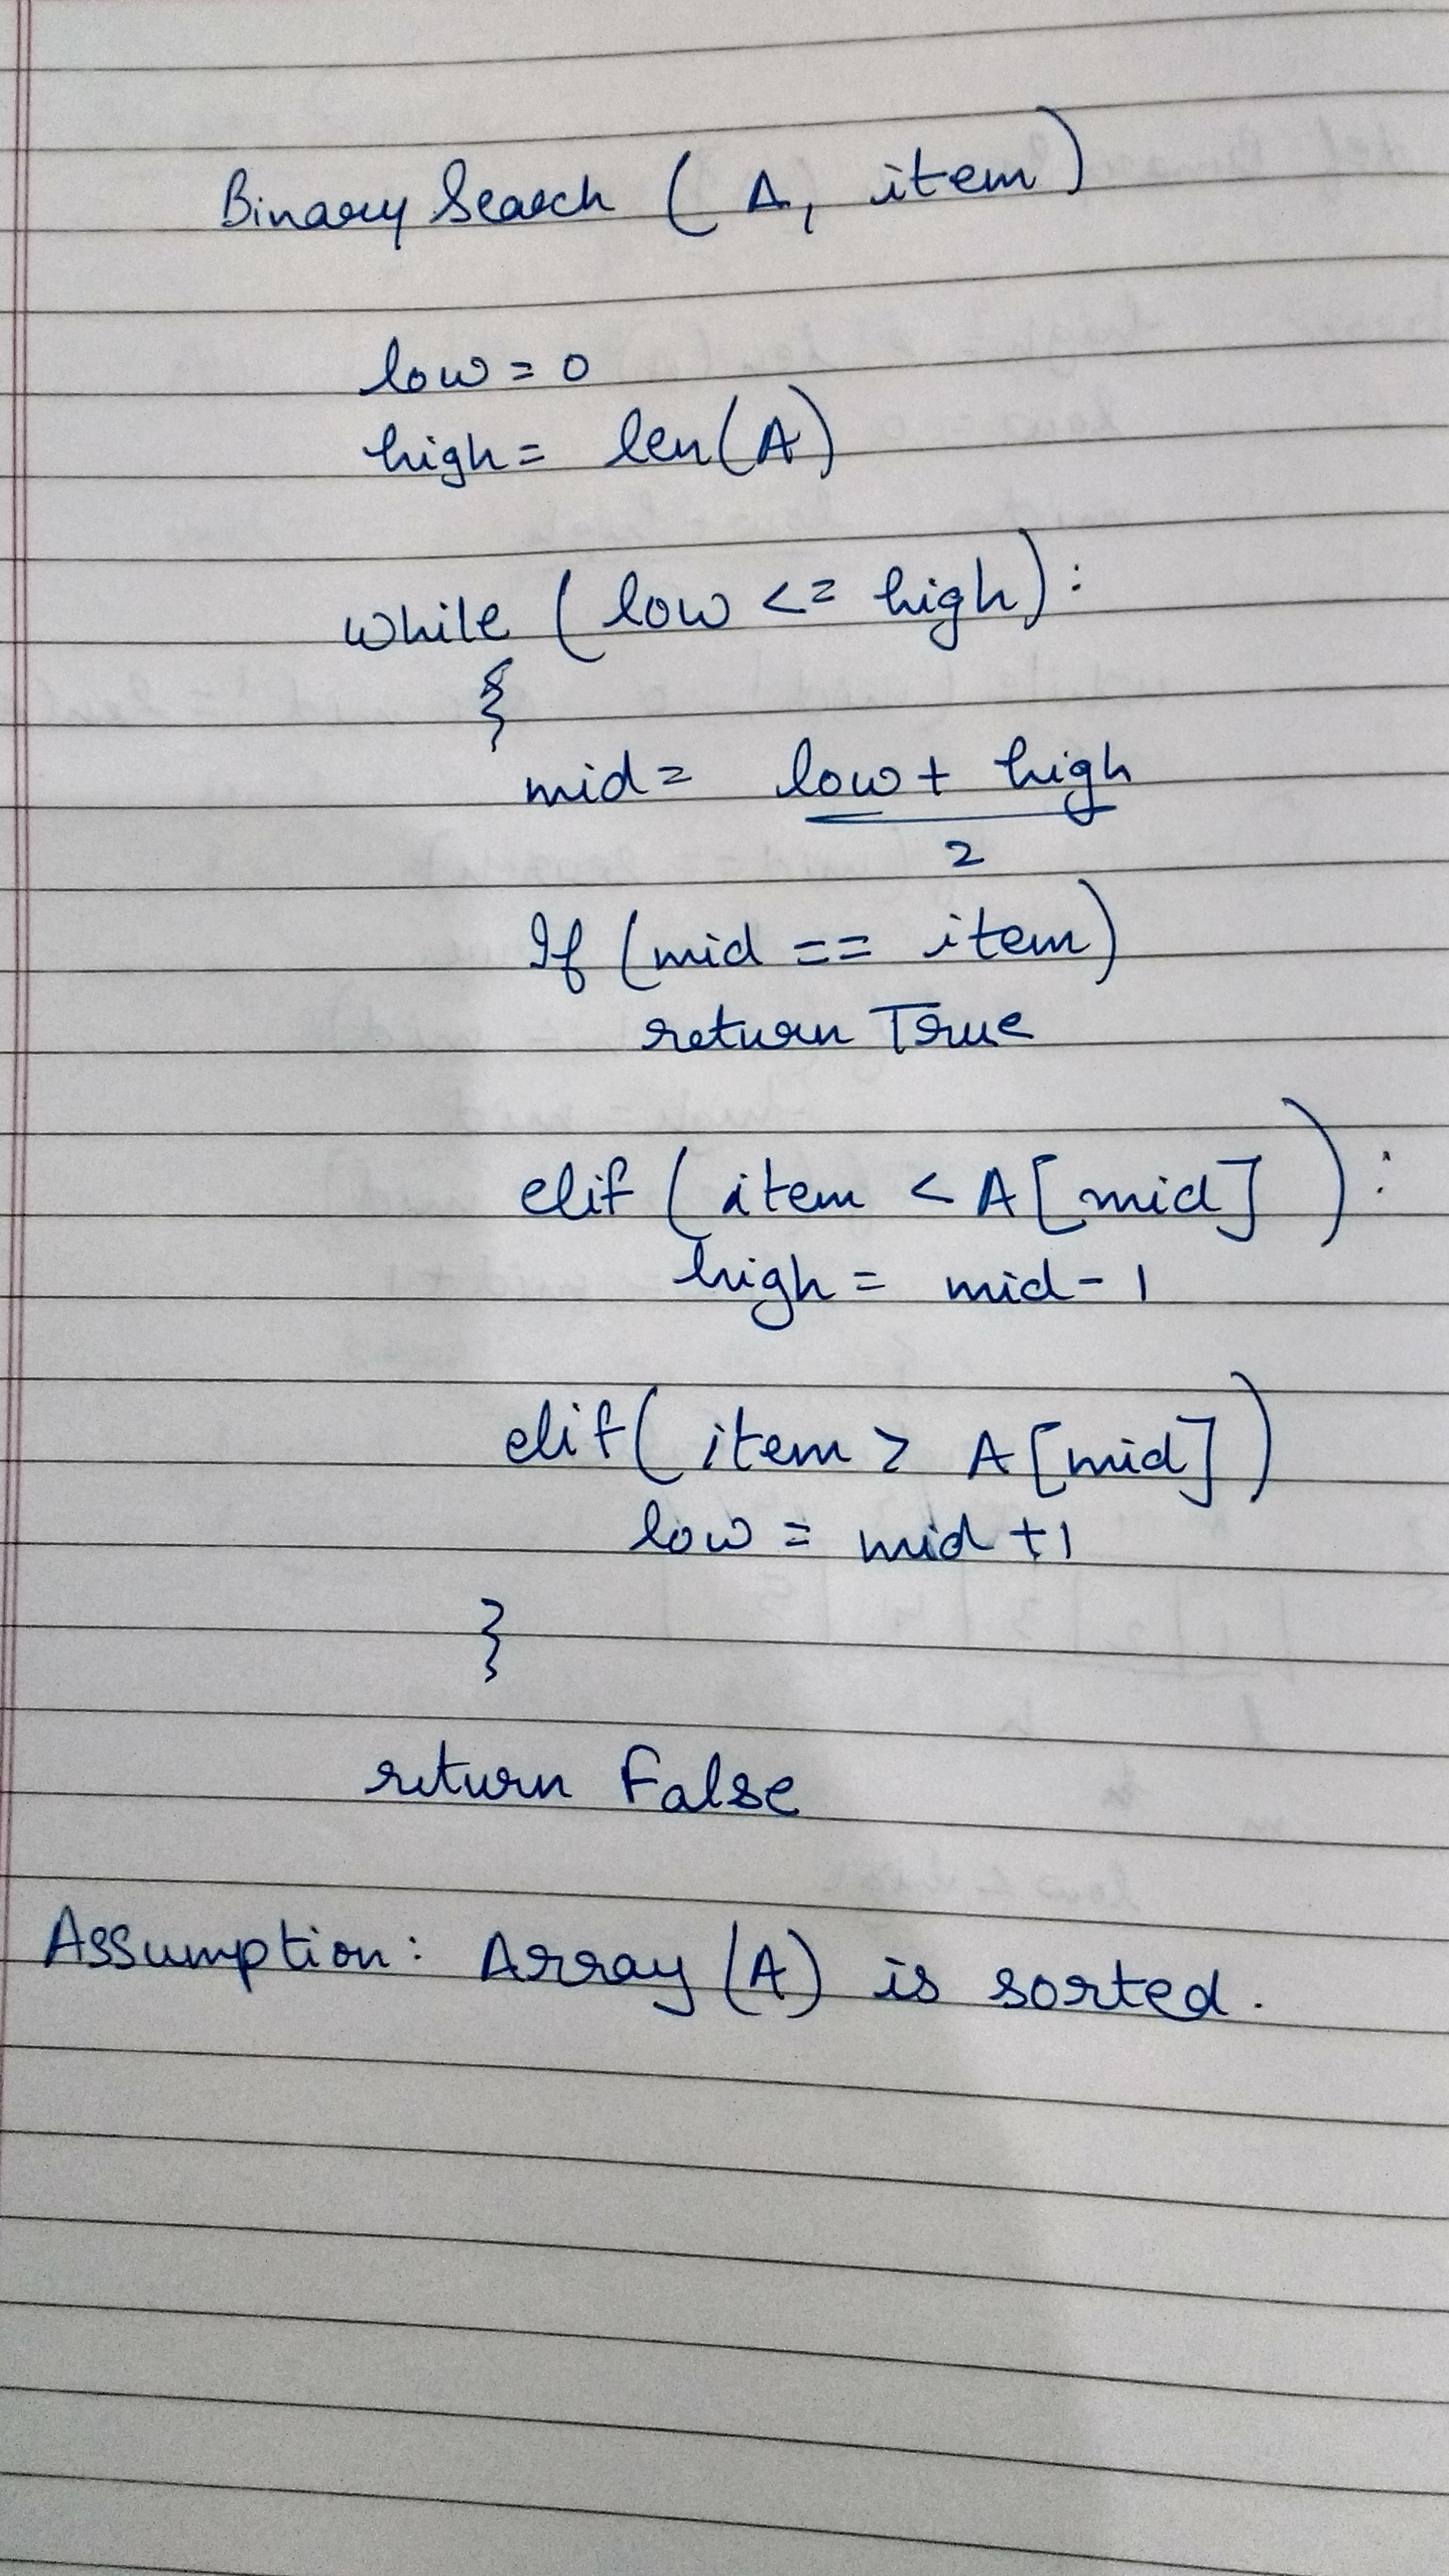 Binary Search ( A, item )
low = 0
high = len(A)
while ( low <= high ) :
{
mid = low + high
2
If ( mid == item )
return True
elif ( item < A [ mid ] ) :
high = mid - 1
elif ( item > A [ mid ] )
low = mid + 1
}
return False
Assumption : Array (A) is sorted .